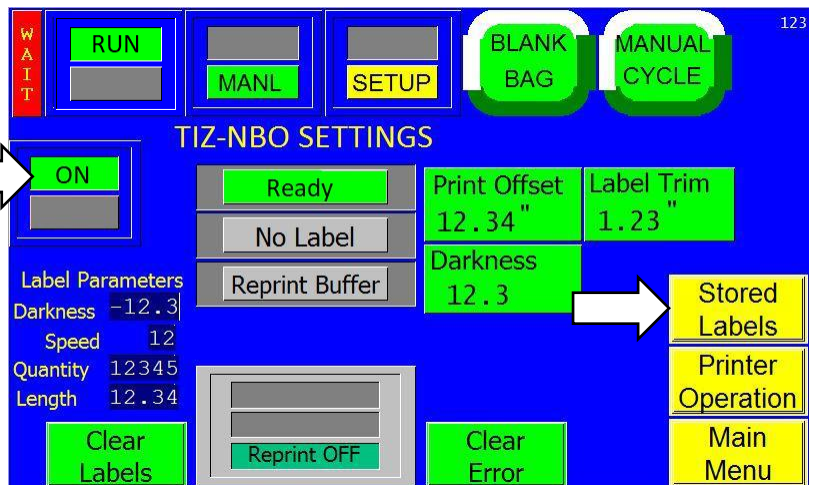 WAIT
RUN
MANL
SETUP
BLANK
BAG
MANUAL
CYCLE
123
TIZ-NBO SETTINGS
ON
Ready
No Label
Reprint Buffer
Print Offset
12.34"
Label Trim
1.23"
Darkness
12.3
Label Parameters
Darkness -12.3
Speed 12
Quantity 12345
Length 12.34
Stored
Labels
Printer
Operation
Clear
Labels
Reprint OFF
Clear
Error
Main
Menu